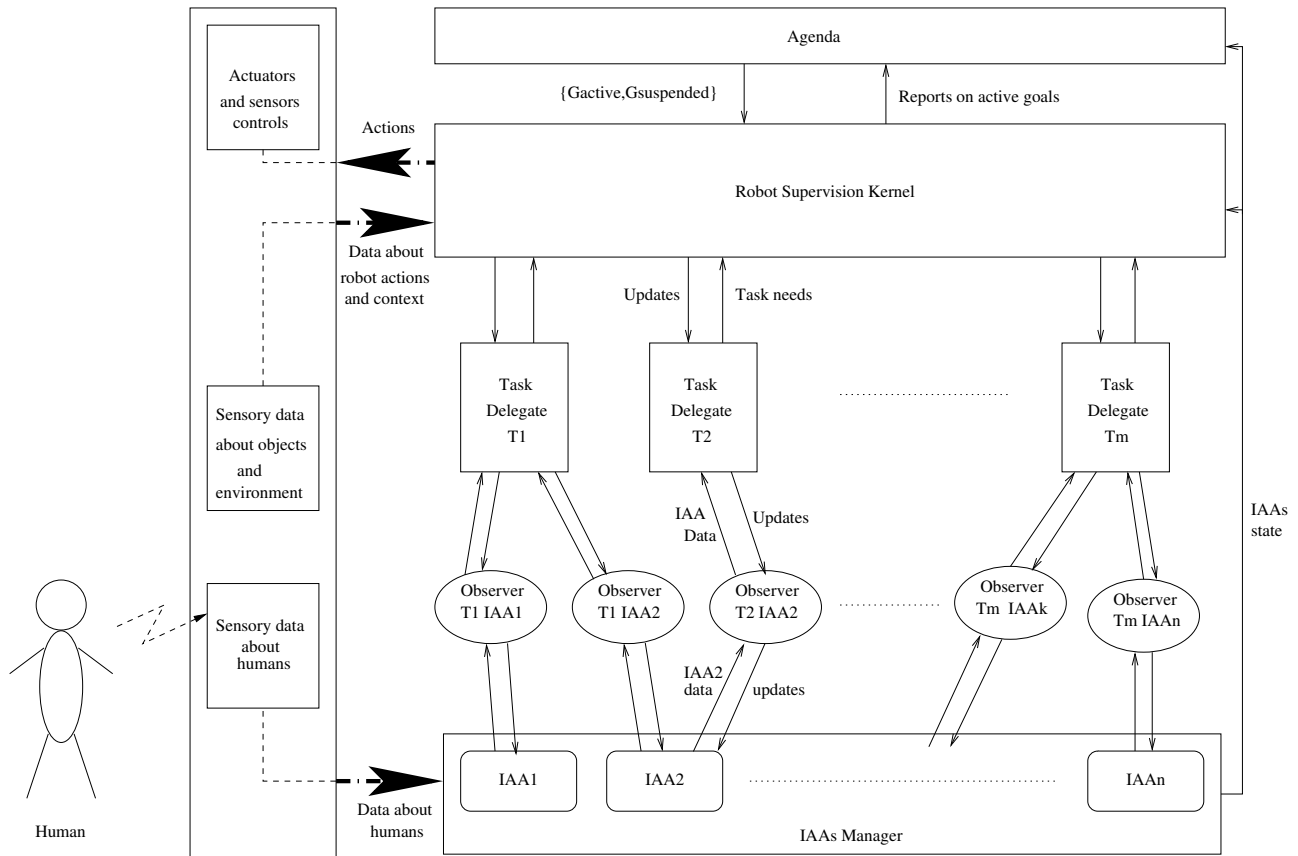 Agenda
Actuators
and sensors
controls
{Gactive,Gsuspended}
Reports on active goals
Actions
Robot Supervision Kernel
Data about
robot actions
and context
Updates
Task needs
Task
Delegate
T1
Task
Delegate
T2
Task
Delegate
Tm
Sensory data
about objects
and
environment
IAA
Data
Updates
IAAs
state
Observer
T1 IAA1
Observer
T1 IAA2
Observer
T2 IAA2
Observer
Tm IAAk
Observer
Tm IAAn
Sensory data
about
humans
IAA2
data
updates
IAA1
IAA2
IAAn
Data about
humans
Human
IAAs Manager